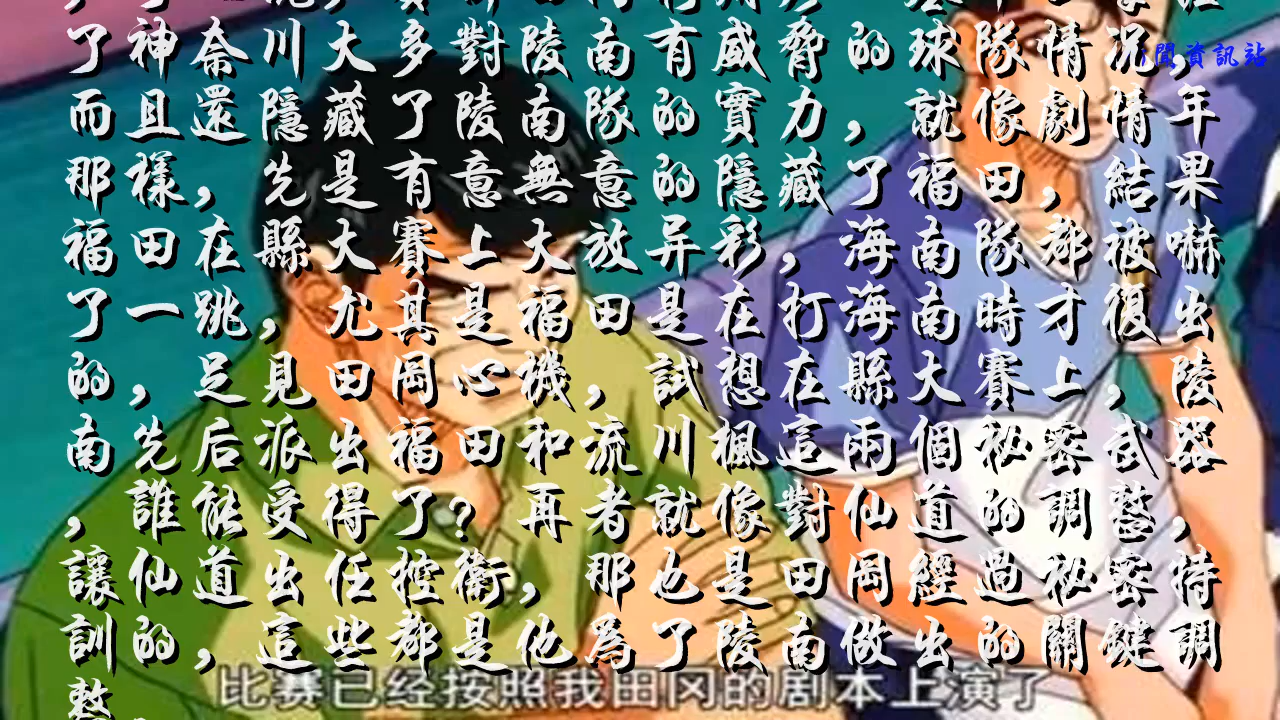 了神奈川大多對陵南有威脅的球隊情況，
聞資訊站
而且還隱藏了陵南隊的實力，就像劇情年
那樣，先是有意無意的隱藏了福田，結果
福田在縣大賽上大放异彩，海南隊都被嚇
了一跳，尤其是福田是在打海南時才復出
的，足見田岡心機，試想在縣大賽上，陵
南先后派出福田和流川楓這兩個秘密武器
，誰能受得了？再者就像對仙道的調整，
讓仙道出任控衛，那也是田岡經過秘密特
訓的，這些都是他為了陵南做出的關鍵調
整。
比赛已经按照我田冈的剧本上演了